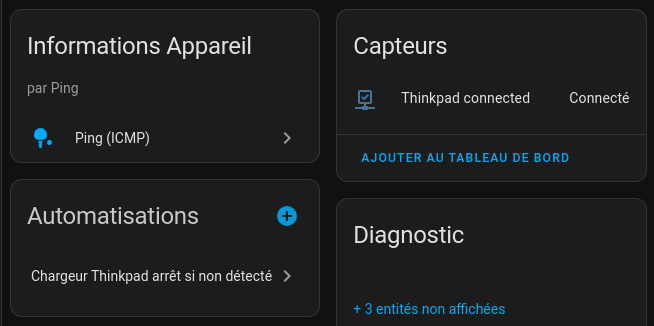 Informations Appareil
par Ping
Ping (ICMP)
Automatisations
Chargeur Thinkpad arrêt si non détecté
Capteurs
Thinkpad connected Connecté
AJOUTER AU TABLEAU DE BORD
Diagnostic
+ 3 entités non affichées